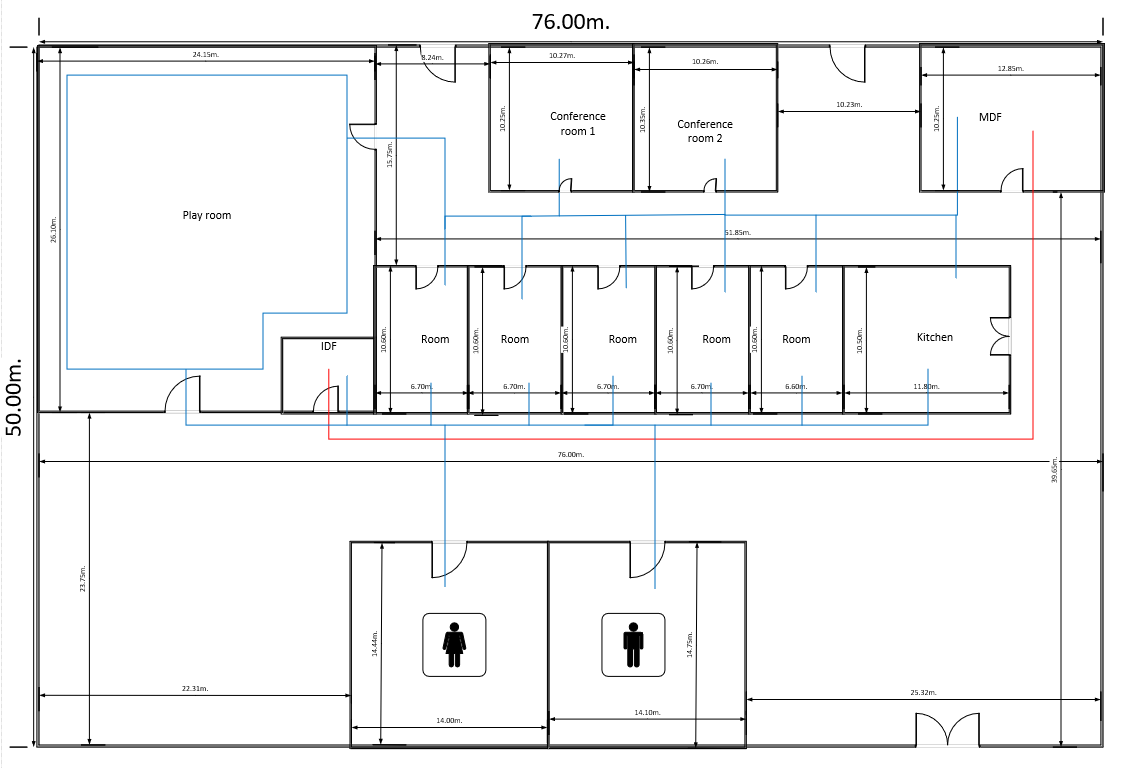 76.00m.
24.15m.
8.24m.
10.27m.
10.26m.
12.85m.
10.23m.
10.25m.
Conference
room 1
10.35m.
Conference
room 2
10.25m.
MDF
15.75m.
Play room
26.10m.
51.85m.
IDF
10.60m.
Room
10.60m.
Room
10.60m.
Room
10.60m.
Room
10.60m.
Room
10.50m.
Kitchen
6.70m.
6.70m.
6.70m.
6.70m.
6.60m.
11.80m.
50.00m.
76.00m.
39.65m.
23.75m.
14.44m.
14.75m.
22.31m.
25.32m.
14.00m.
14.10m.